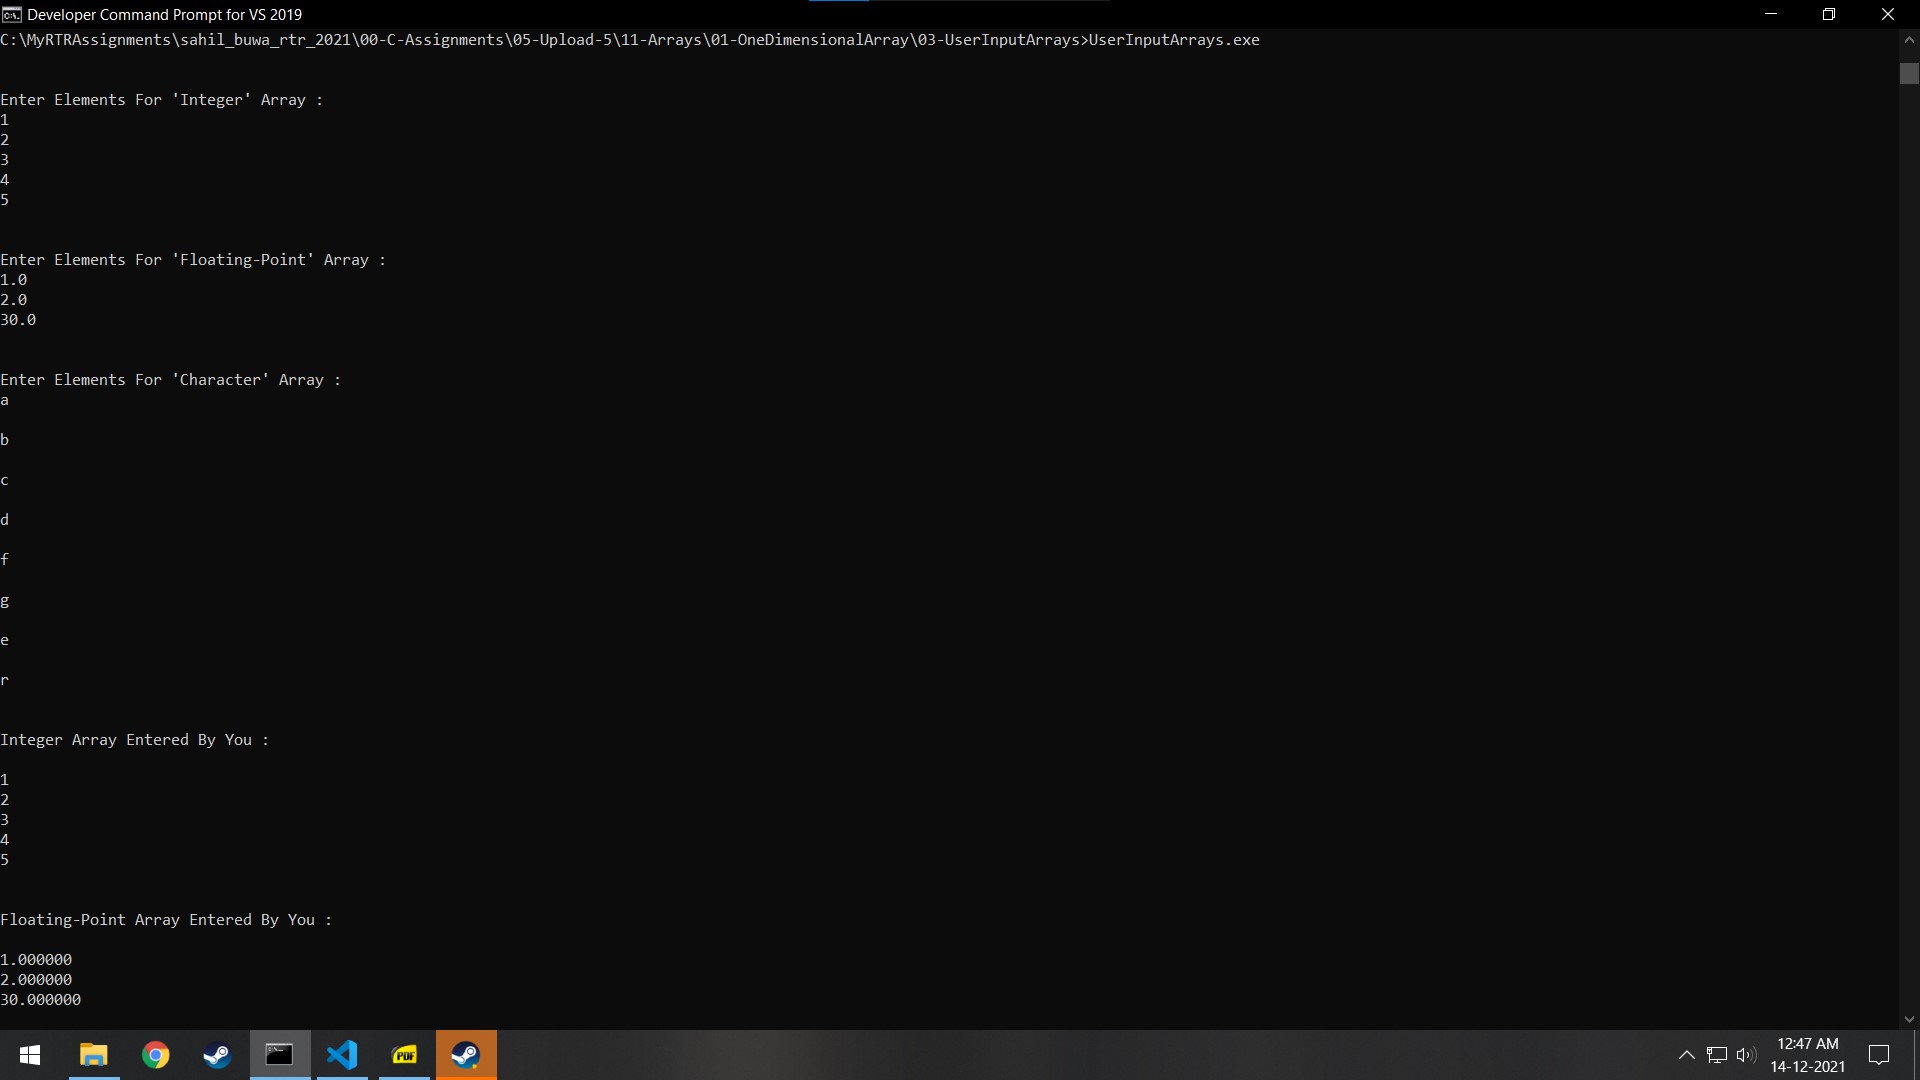 Developer Command Prompt for VS 2019
C:\MyRTRAssignments\sahil_buwa_rtr_2021\00-C-Assignments\05-Upload-5\11-Arrays\01-OneDimensionalArray\03-UserInputArrays>UserInputArrays.exe
Enter Elements For 'Integer' Array :
1
2
3
4
5
Enter Elements For 'Floating-Point' Array :
1.0
2.0
30.0
Enter Elements For 'Character' Array :
a
b
c
d
f
g
e
r
Integer Array Entered By You :
1
2
3
4
5
Floating-Point Array Entered By You :
1.000000
2.000000
30.000000
PDF
12:47 AM
14-12-2021